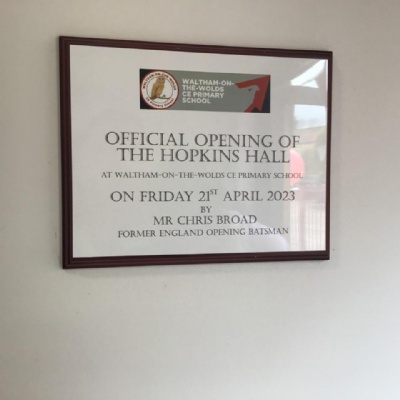 WALTHAM-ON-
THE-WOLDS
CE PRIMARY
SCHOOL
OFFICIAL OPENING OF
THE HOPKINS HALL
AT WALTHAM-ON-THE-WOLDS CE PRIMARY SCHOOL
ON FRIDAY 21ST APRIL 2023
BY
MR CHRIS BROAD
FORMER ENGLAND OPENING BATSMAN